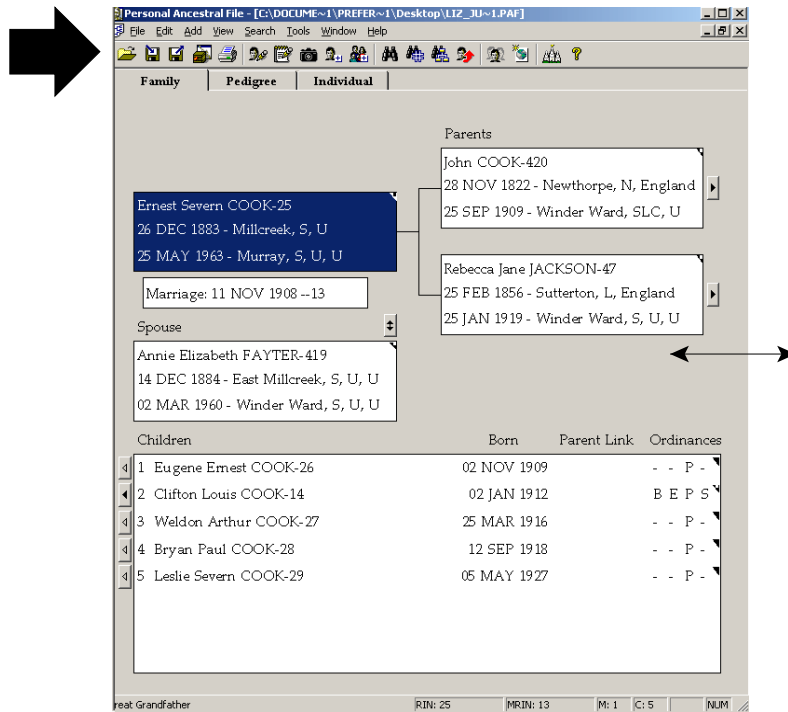 Personal Ancestral File - [C:\DOCUME~1\PREFER~1\Desktop\LIZ_JU~1.PAF]
File Edit Add View Search Tools Window Help
Family Pedigree Individual
Parents
John COOK-420
28 NOV 1822 - Newthorpe, N, England
25 SEP 1909 - Winder Ward, SLC, U
Ernest Severn COOK-25
26 DEC 1883 - Millcreek, S, U
25 MAY 1963 - Murray, S, U, U
Rebecca Jane JACKSON-47
25 FEB 1856 - Sutterton, L, England
25 JAN 1919 - Winder Ward, S, U, U
Marriage: 11 NOV 1908 --13
Spouse
Annie Elizabeth FAYTER-419
14 DEC 1884 - East Millcreek, S, U, U
02 MAR 1960 - Winder Ward, S, U, U
Children Born Parent Link Ordinances
1 Eugene Ernest COOK-26 02 NOV 1909 - - P -
2 Clifton Louis COOK-14 02 JAN 1912 B E P S
3 Weldon Arthur COOK-27 25 MAR 1916 - - P -
4 Bryan Paul COOK-28 12 SEP 1918 - - P -
5 Leslie Severn COOK-29 05 MAY 1927 - - P -
reat Grandfather RIN: 25 MRIN: 13 M: 1 C: 5 NUM